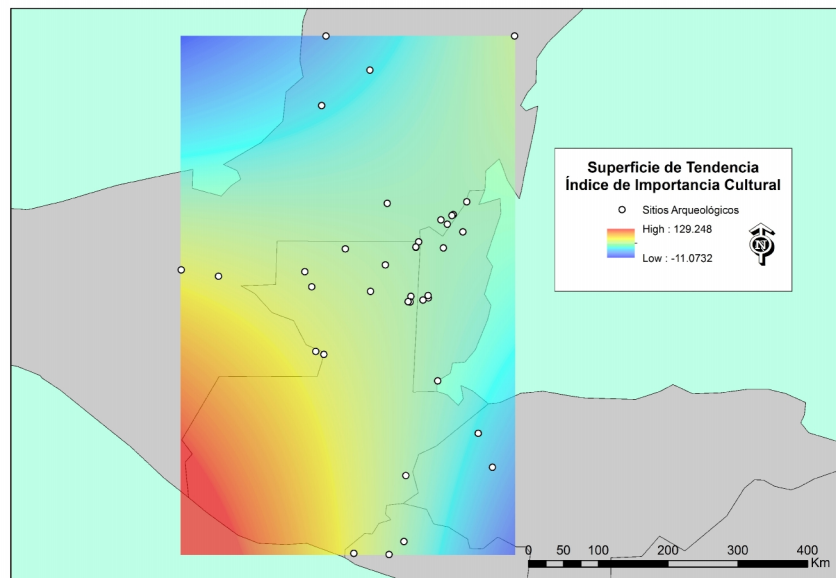 Superficie de Tendencia
Índice de Importancia Cultural
Sitios Arqueológicos
High : 129.248
Low : -11.0732
N
0 25 50 100 200 300 400
Km